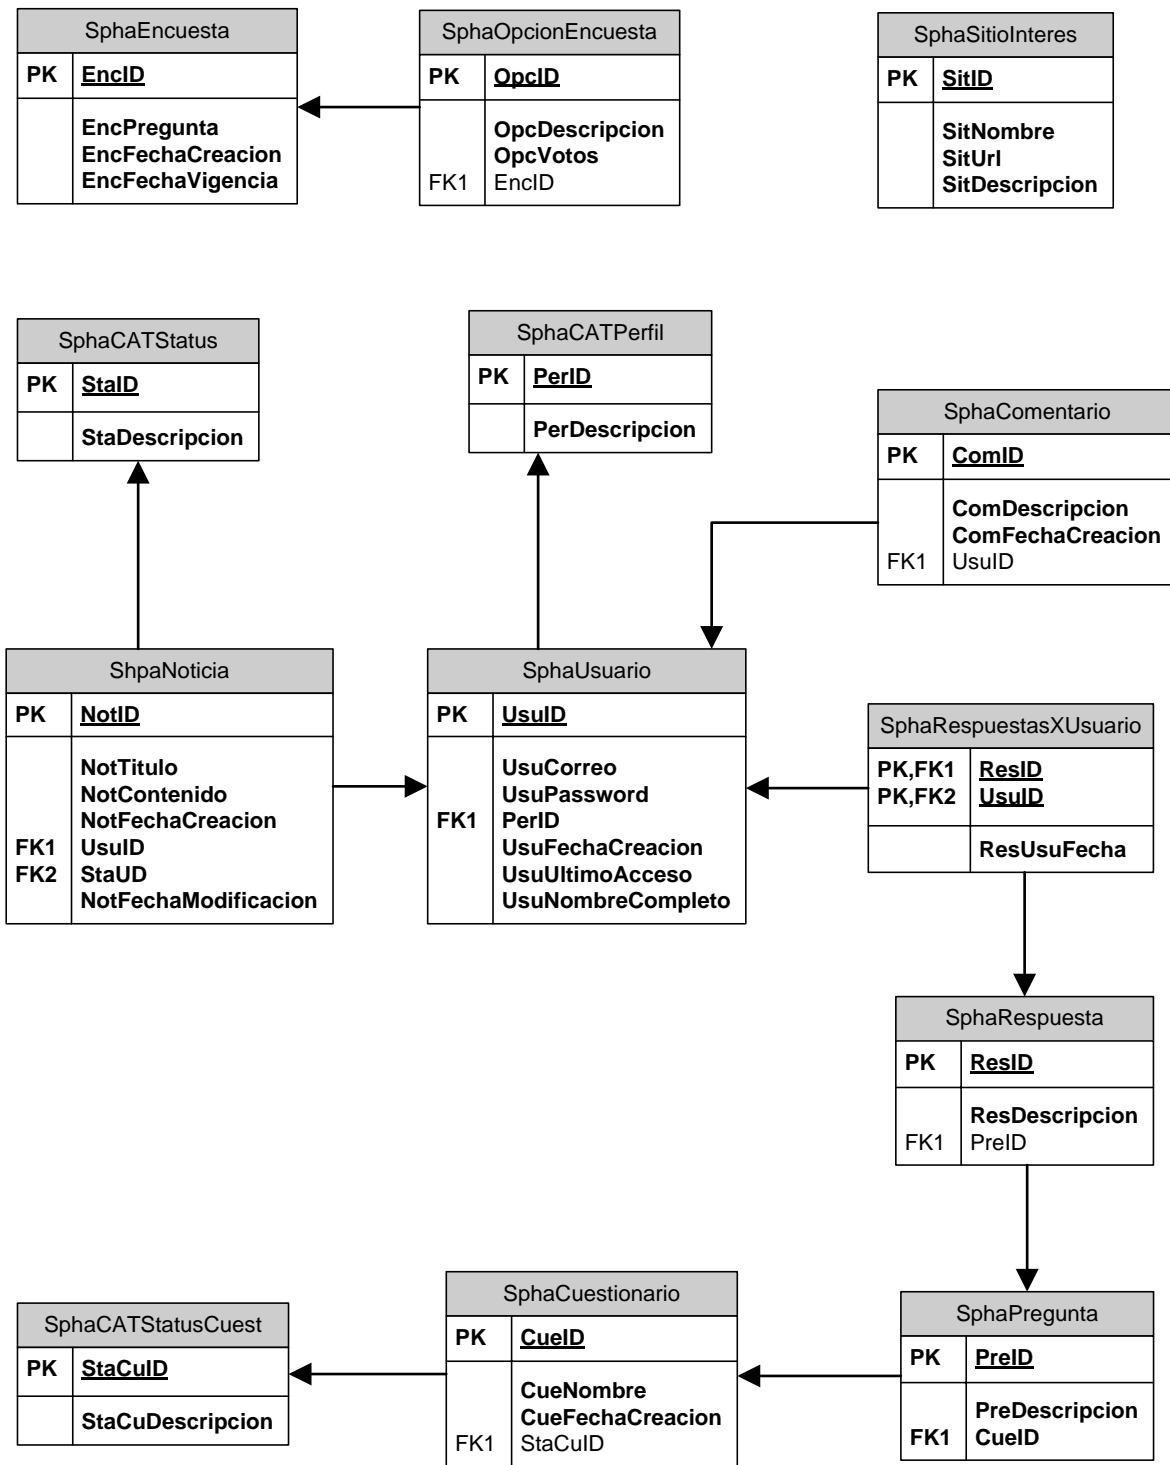 SphaEncuesta
PK EncID
EncPregunta
EncFechaCreacion
EncFechaVigencia
SphaOpcionEncuesta
PK OpcID
OpcDescripcion
OpcVotos
FK1 EncID
SphaSitioInteres
PK SitID
SitNombre
SitUrl
SitDescripcion
SphaCATStatus
PK StaID
StaDescripcion
SphaCATPerfil
PK PerID
PerDescripcion
SphaComentario
PK ComID
ComDescripcion
ComFechaCreacion
FK1 UsuID
ShpaNoticia
PK NotID
NotTitulo
NotContenido
NotFechaCreacion
FK1 UsuID
FK2 StaUD
NotFechaModificacion
SphaUsuario
PK UsuID
UsuCorreo
UsuPassword
FK1 PerID
UsuFechaCreacion
UsuUltimoAcceso
UsuNombreCompleto
SphaRespuestasXUsuario
PK,FK1 ResID
PK,FK2 UsuID
ResUsuFecha
SphaRespuesta
PK ResID
ResDescripcion
FK1 PreID
SphaCATStatusCuest
PK StaCuID
StaCuDescripcion
SphaCuestionario
PK CueID
CueNombre
CueFechaCreacion
FK1 StaCuID
SphaPregunta
PK PreID
PreDescripcion
FK1 CueID